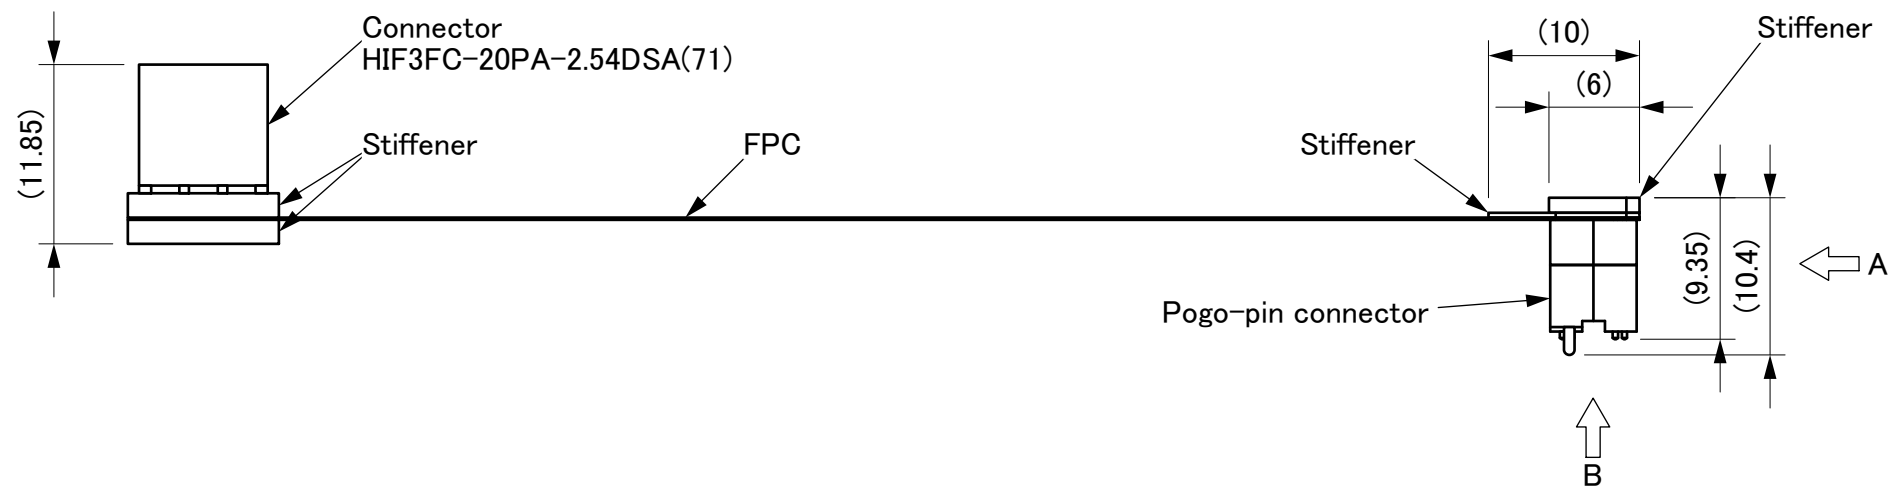 Connector
HIF3FC-20PA-2.54DSA(71)
(10)
Stiffener
(6)
(11.85)
Stiffener
FPC
Stiffener
(9.35)
(10.4)
A
Pogo-pin connector
B